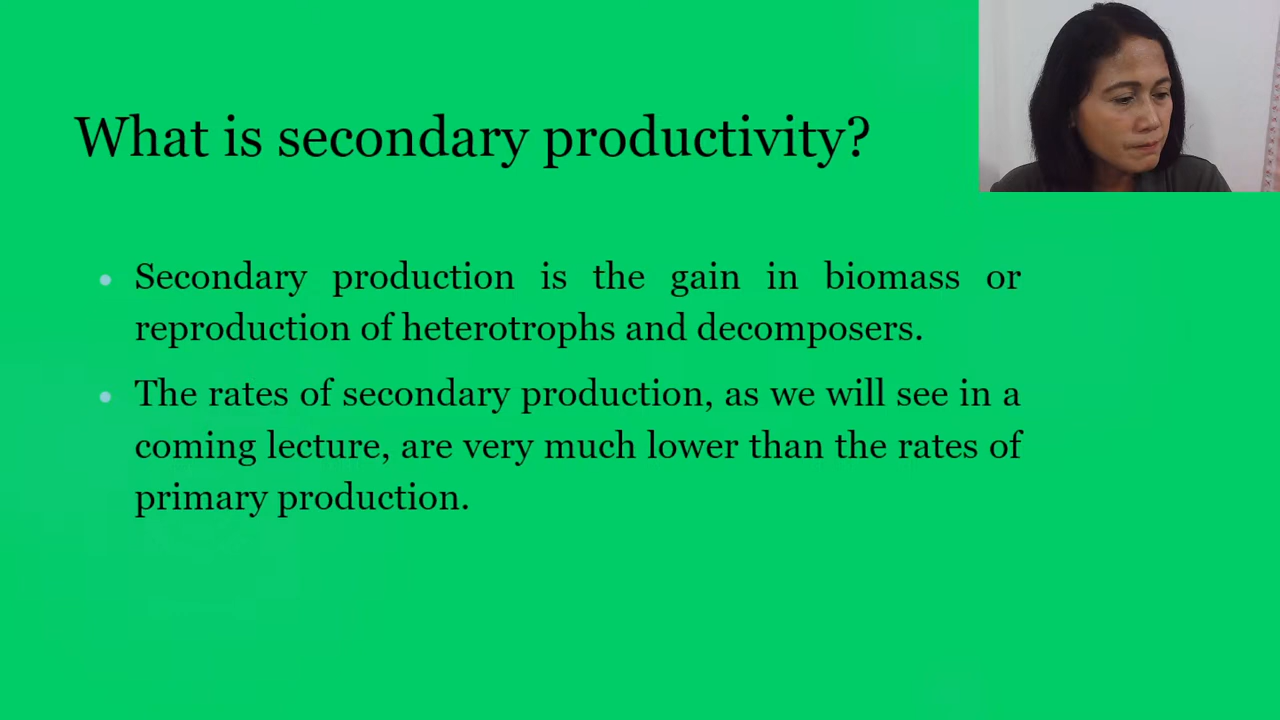 What is secondary productivity?
Secondary production is the gain in biomass or
reproduction of heterotrophs and decomposers.
The rates of secondary production, as we will see in a
coming lecture, are very much lower than the rates of
primary production.